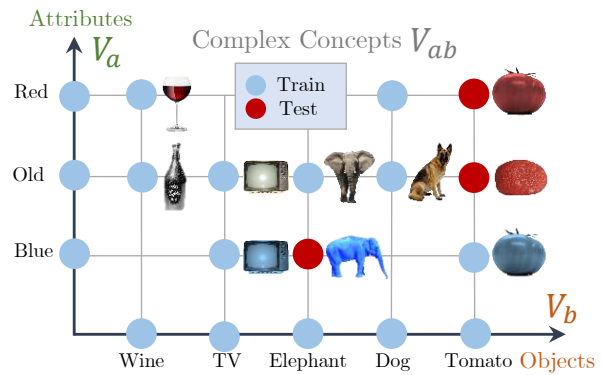 Attributes
V_a
Complex Concepts V_ab
Train
Test
Red
Old
Blue
V_b
Wine TV Elephant Dog Tomato Objects